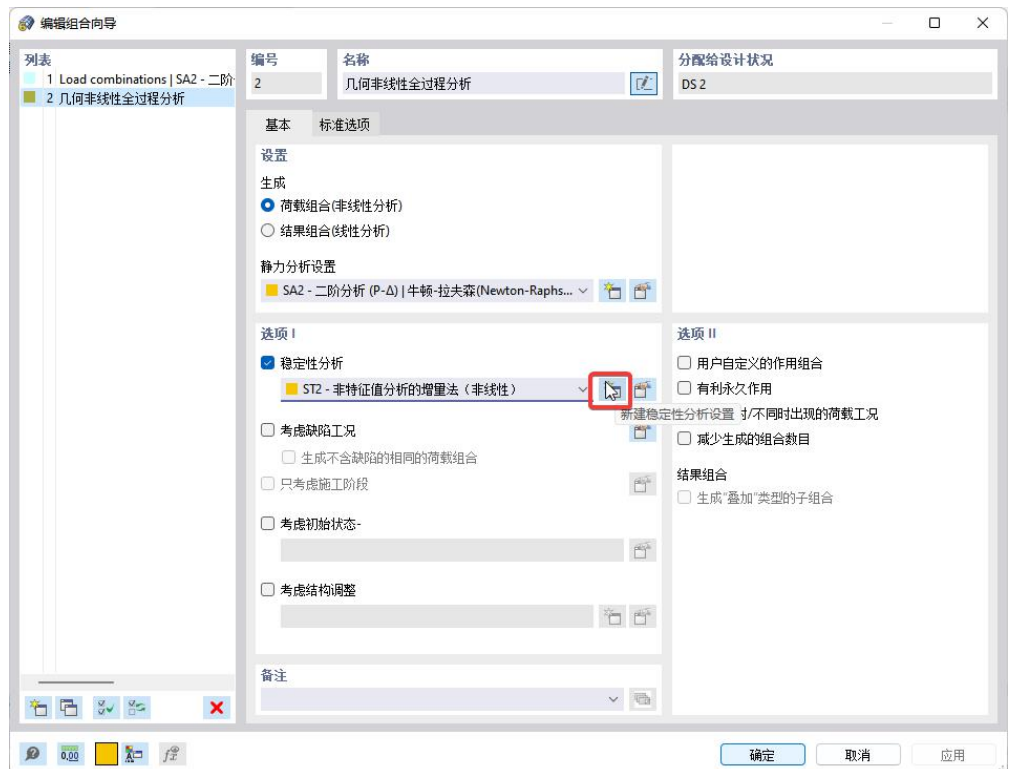 编辑组合向导
列表
1 Load combinations | SA2 - 二阶
2 几何非线性全过程分析
编号
2
名称
几何非线性全过程分析
分配给设计状况
DS 2
基本
标准选项
设置
生成
荷载组合(非线性分析)
结果组合(线性分析)
静力分析设置
SA2 - 二阶分析 (P-Δ) | 牛顿-拉夫森(Newton-Raphs...
选项 I
稳定性分析
ST2 - 非特征值分析的增量法（非线性）
新建稳定性分析设置
考虑缺陷工况
生成不含缺陷的相同的荷载组合
只考虑施工阶段
考虑初始状态-
考虑结构调整
备注
选项 II
用户自定义的作用组合
有利永久作用
时/不同时出现的荷载工况
减少生成的组合数目
结果组合
生成"叠加"类型的子组合
0,00
确定
取消
应用